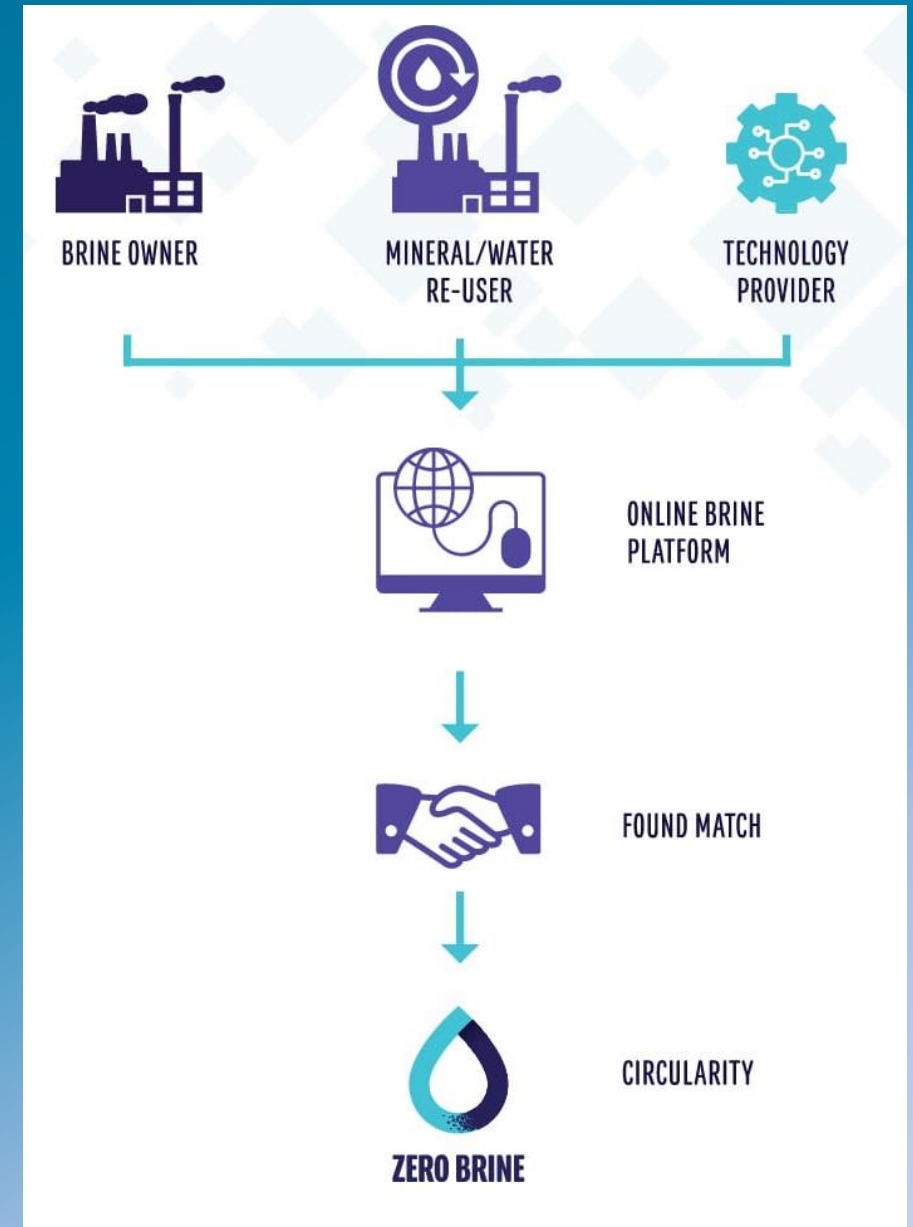 BRINE OWNER
MINERAL/WATER
RE-USER
TECHNOLOGY
PROVIDER
ONLINE BRINE
PLATFORM
FOUND MATCH
CIRCULARITY
ZERO BRINE